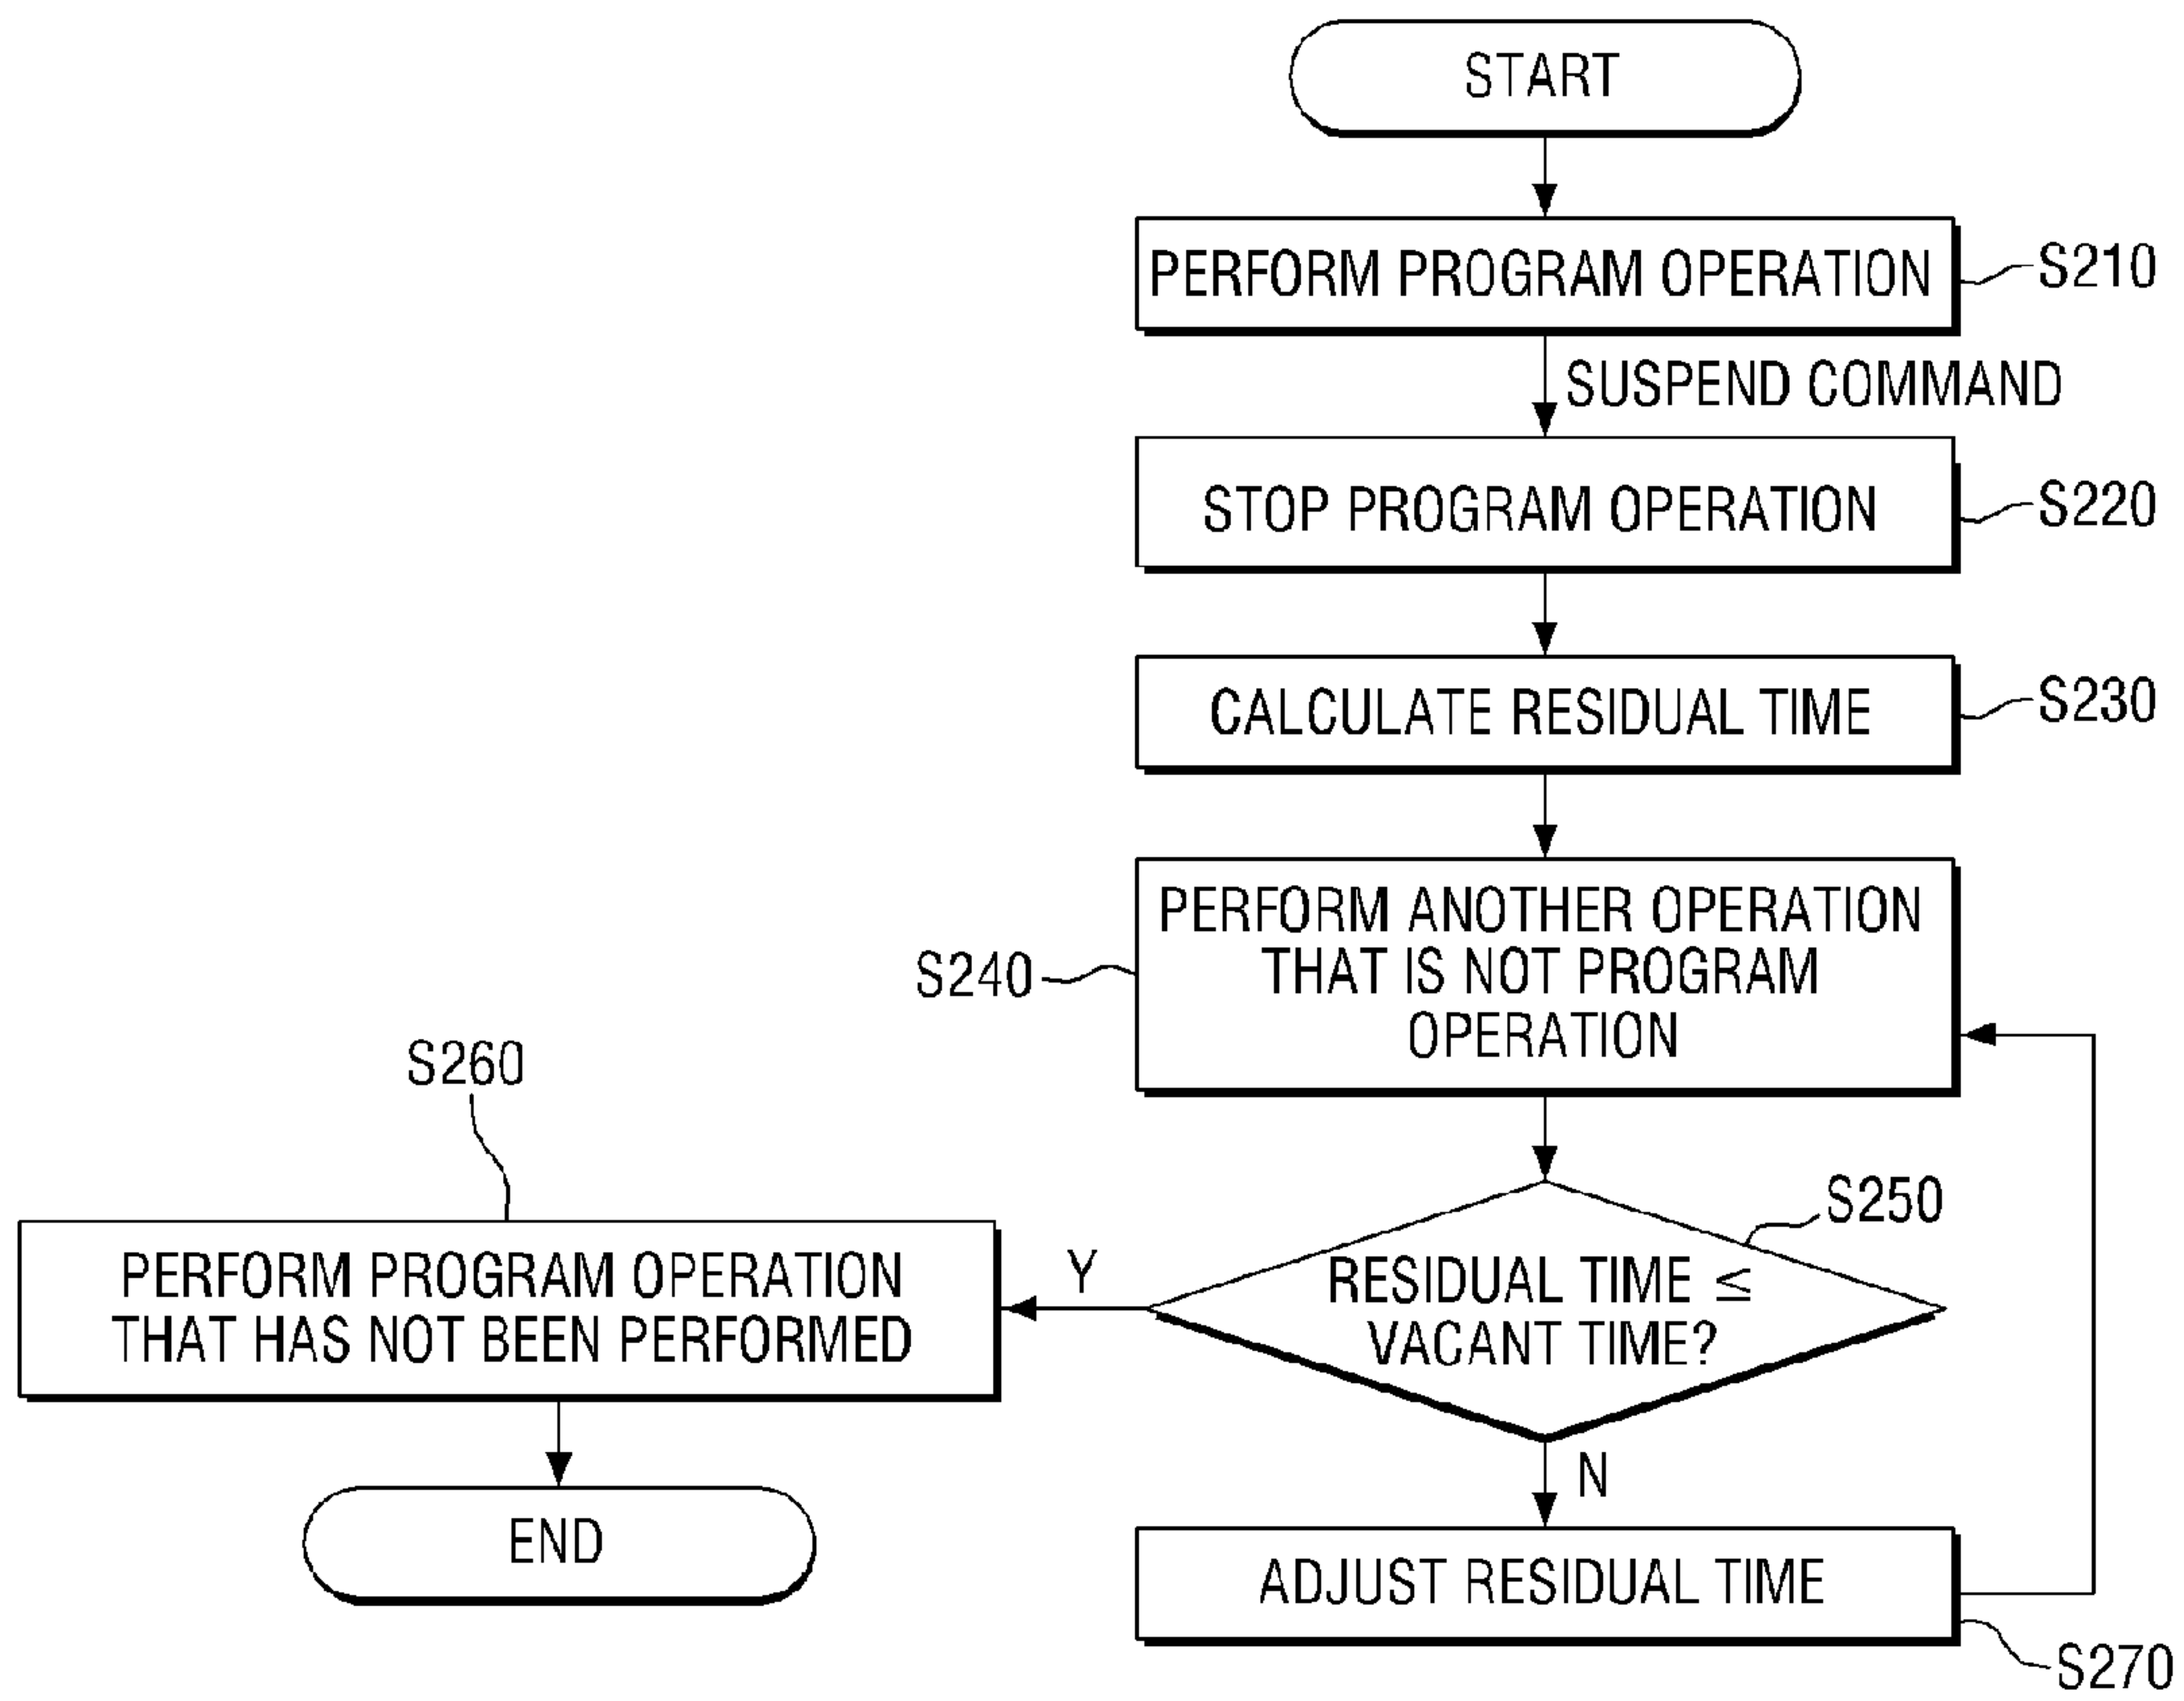 START
PERFORM PROGRAM OPERATION
S210
SUSPEND COMMAND
STOP PROGRAM OPERATION
S220
CALCULATE RESIDUAL TIME
S230
PERFORM ANOTHER OPERATION
THAT IS NOT PROGRAM
OPERATION
S240
RESIDUAL TIME ≤
VACANT TIME?
S250
Y
S260
PERFORM PROGRAM OPERATION
THAT HAS NOT BEEN PERFORMED
END
N
ADJUST RESIDUAL TIME
S270